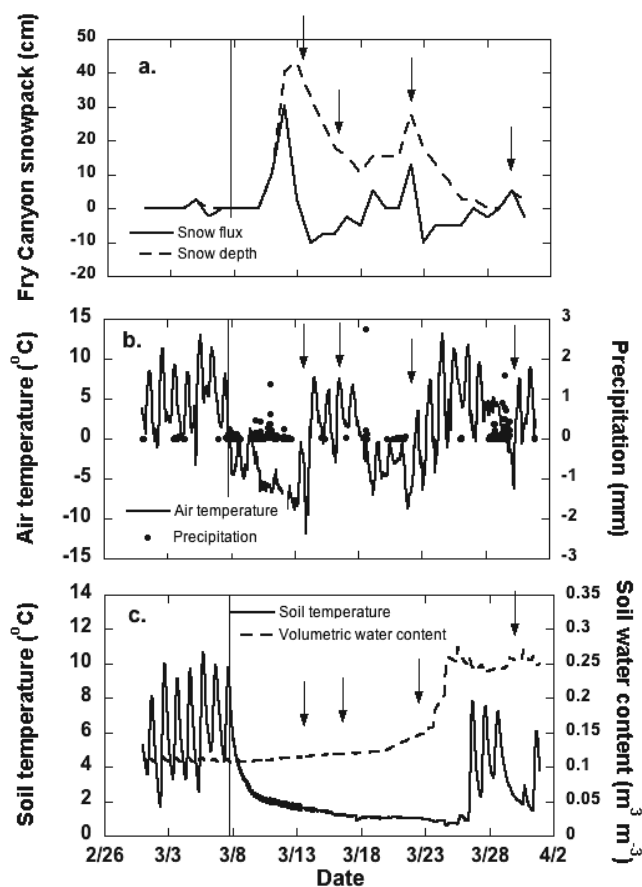 Fry Canyon snowpack (cm)
50
40
30
20
10
0
-10
-20
a.
Snow flux
Snow depth
Air temperature (°C)
15
10
5
0
-5
-10
-15
b.
Air temperature
Precipitation
3
2
1
0
-1
-2
-3
Precipitation (mm)
Soil temperature (°C)
14
12
10
8
6
4
2
0
c.
Soil temperature
Volumetric water content
0.35
0.3
0.25
0.2
0.15
0.1
0.05
0
Soil water content (m³ m⁻³)
2/26 3/3 3/8 3/13 3/18 3/23 3/28 4/2
Date